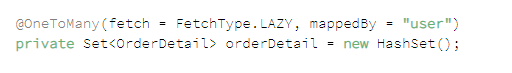 @OneToMany(fetch = FetchType.LAZY, mappedBy = "user")
private Set<OrderDetail> orderDetail = new HashSet();